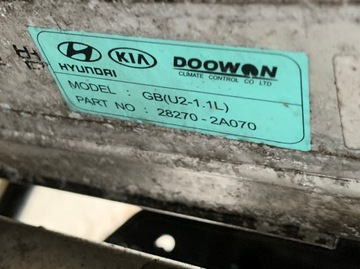 HYUNDAI
KIA
DOOWON
CLIMATE CONTROL CO LTD
MODEL : GB(U2-1.1L)
PART NO : 28270 - 2A070